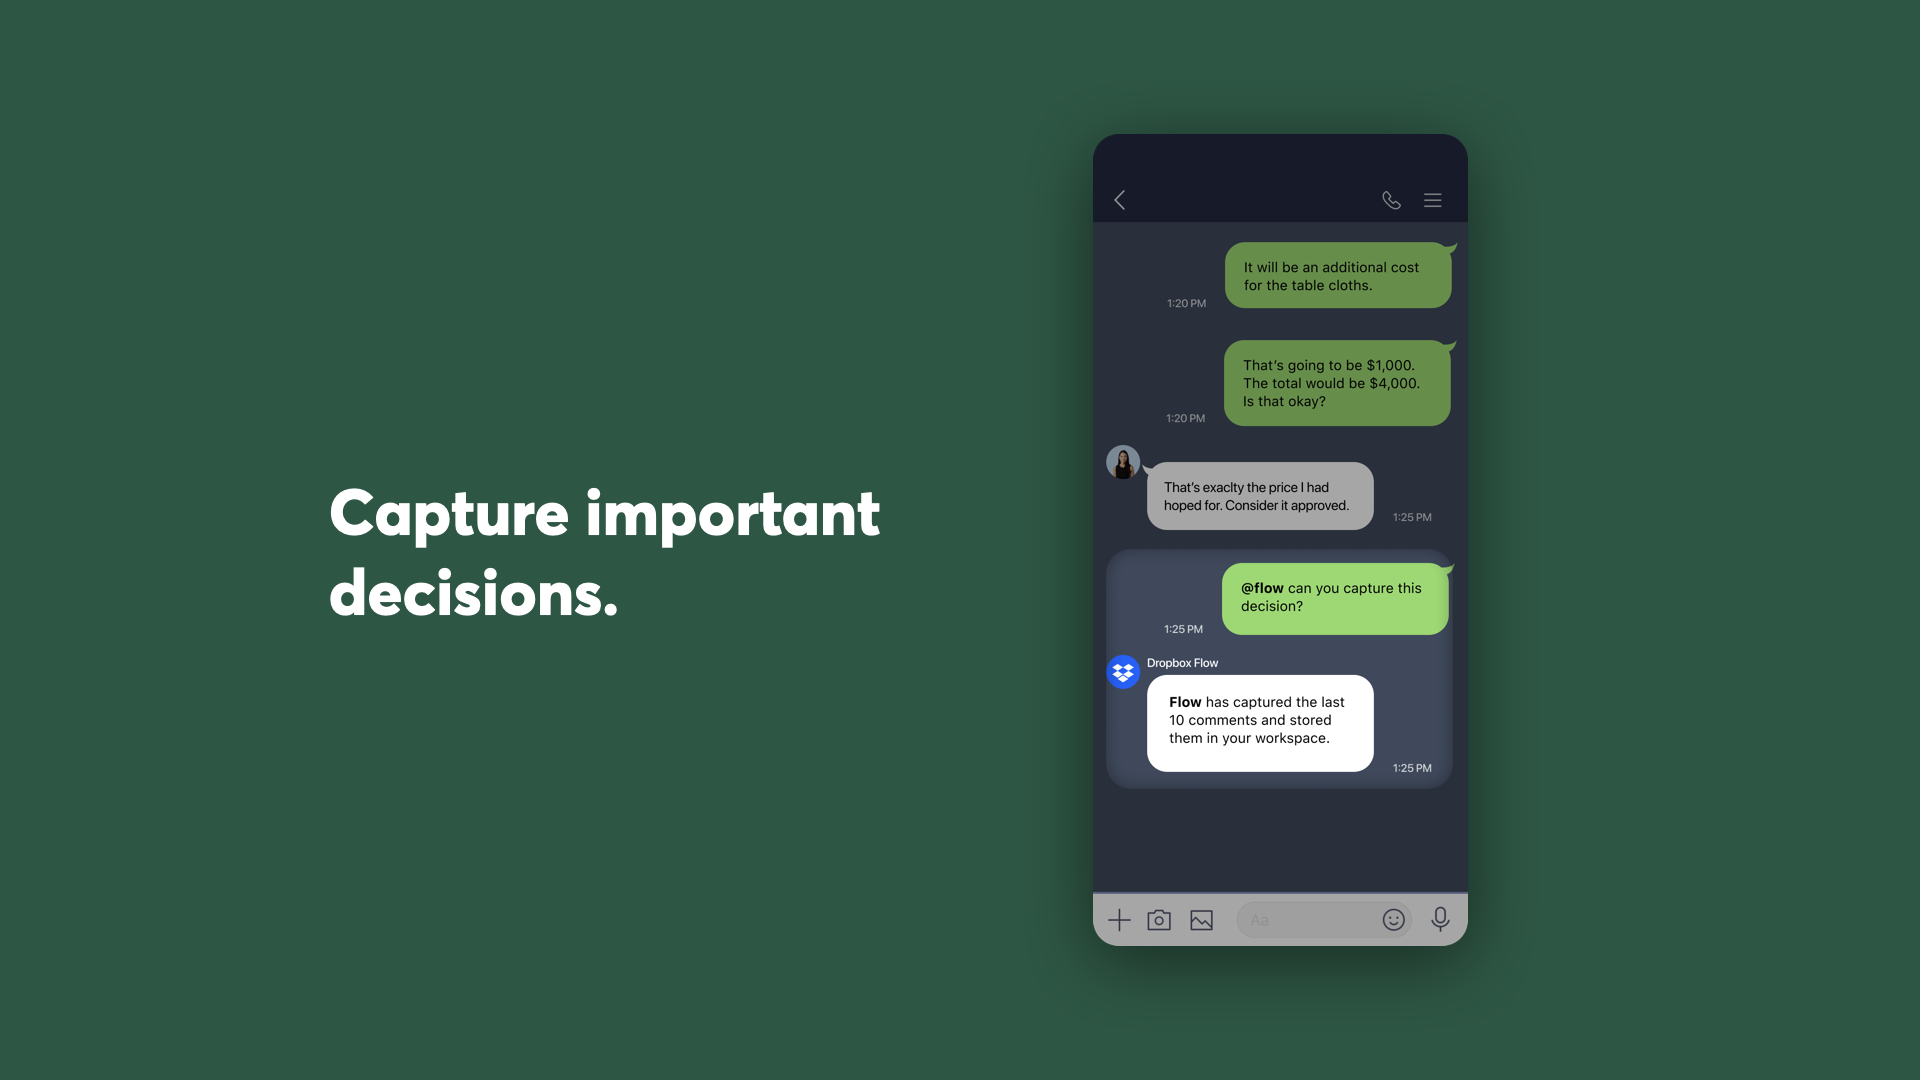 Capture important
decisions.
It will be an additional cost
for the table cloths.
1:20 PM
That's going to be $1,000.
The total would be $4,000.
Is that okay?
1:20 PM
That's exaclty the price I had
hoped for. Consider it approved.
1:25 PM
@flow can you capture this
decision?
1:25 PM
Dropbox Flow
Flow has captured the last
10 comments and stored
them in your workspace.
1:25 PM
Aa